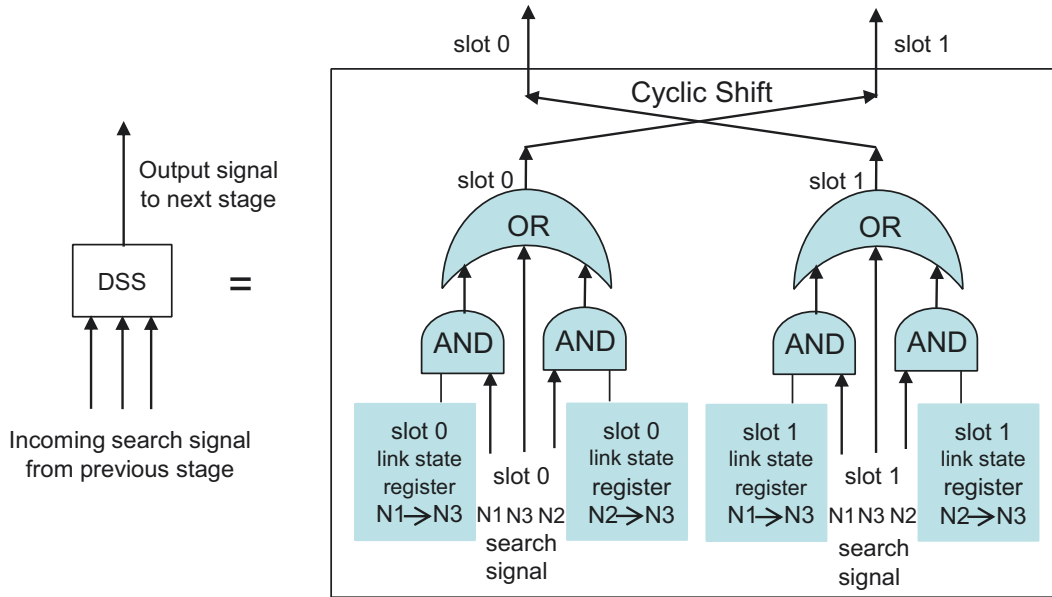 slot 0
slot 1
Cyclic Shift
Output signal
to next stage
DSS
=
Incoming search signal
from previous stage
slot 0
OR
AND
AND
slot 0
link state
register
N1→N3
slot 0
N1 N3 N2
search
signal
slot 0
link state
register
N2→N3
slot 1
OR
AND
AND
slot 1
link state
register
N1→N3
slot 1
N1 N3 N2
search
signal
slot 1
link state
register
N2→N3